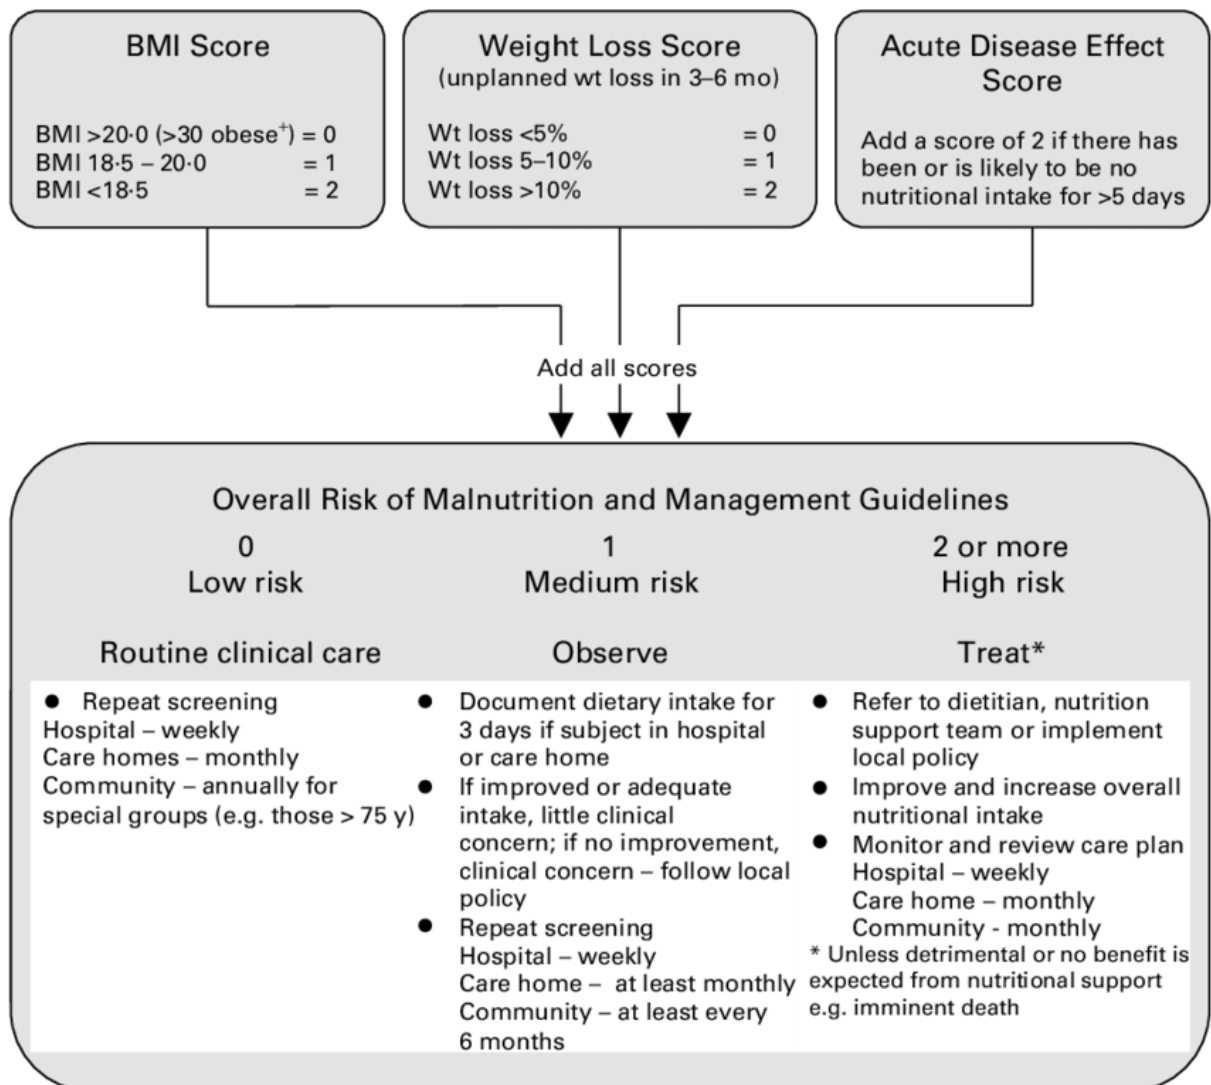 BMI Score
BMI >20·0 (>30 obese⁺) = 0
BMI 18·5 – 20·0 = 1
BMI <18·5 = 2
Weight Loss Score
(unplanned wt loss in 3–6 mo)
Wt loss <5% = 0
Wt loss 5–10% = 1
Wt loss >10% = 2
Acute Disease Effect
Score
Add a score of 2 if there has
been or is likely to be no
nutritional intake for >5 days
Add all scores
Overall Risk of Malnutrition and Management Guidelines
0
Low risk
Routine clinical care
● Repeat screening
Hospital – weekly
Care homes – monthly
Community – annually for
special groups (e.g. those > 75 y)
1
Medium risk
Observe
● Document dietary intake for
3 days if subject in hospital
or care home
● If improved or adequate
intake, little clinical
concern; if no improvement,
clinical concern – follow local
policy
● Repeat screening
Hospital – weekly
Care home – at least monthly
Community – at least every
6 months
2 or more
High risk
Treat*
● Refer to dietitian, nutrition
support team or implement
local policy
● Improve and increase overall
nutritional intake
● Monitor and review care plan
Hospital – weekly
Care home – monthly
Community - monthly
* Unless detrimental or no benefit is
expected from nutritional support
e.g. imminent death